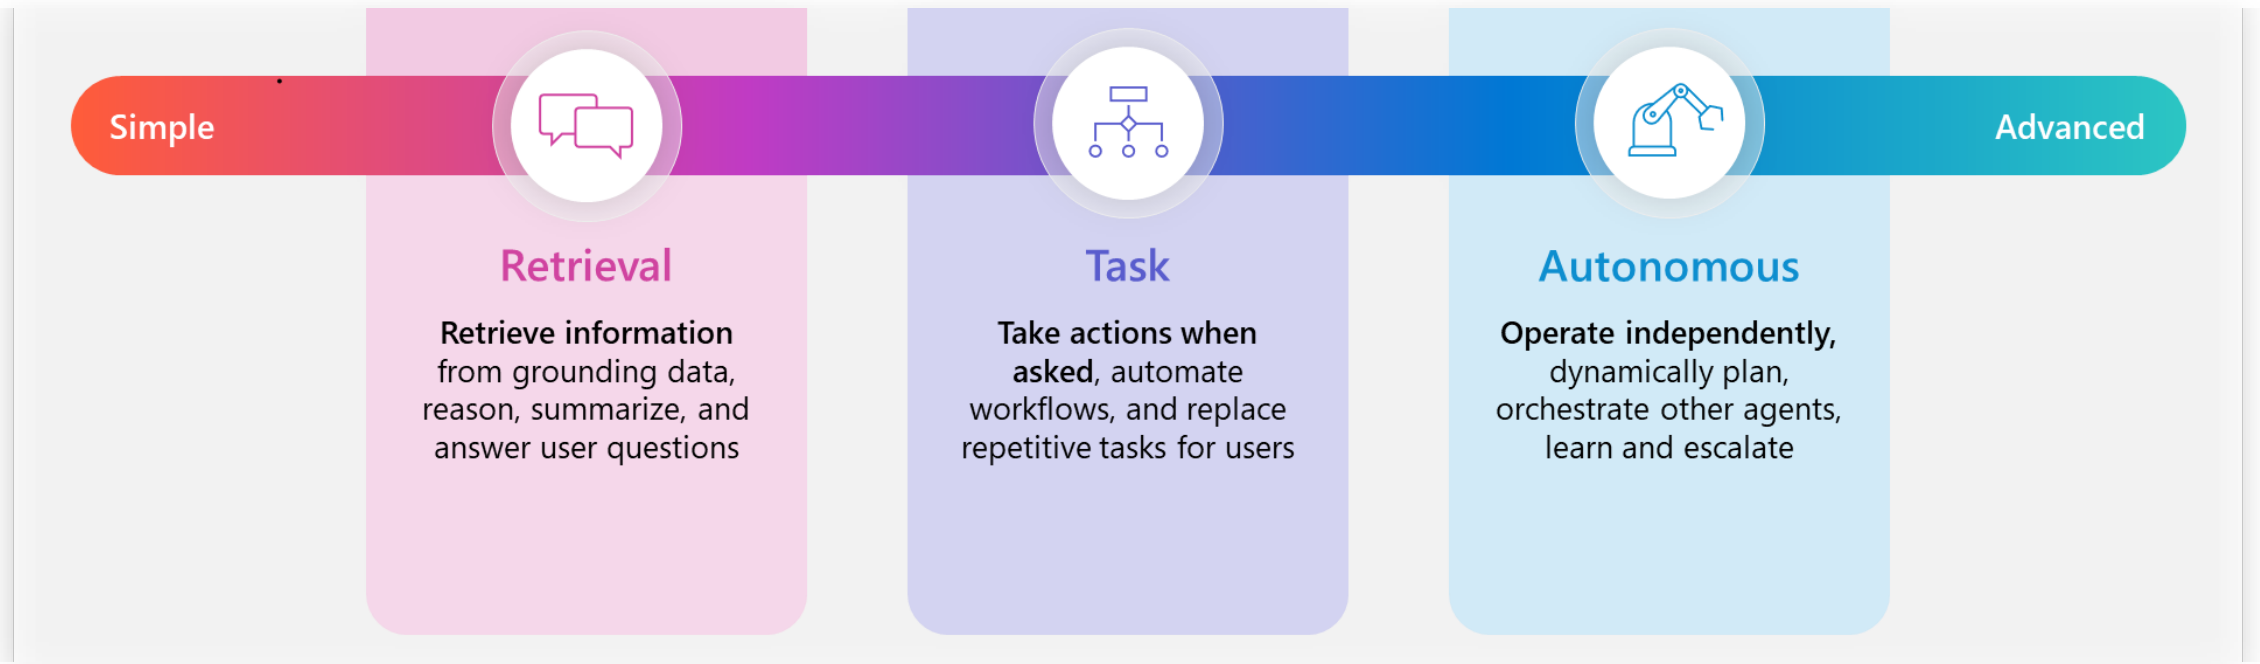 Simple
Advanced
Retrieval
Retrieve information
from grounding data,
reason, summarize, and
answer user questions
Task
Take actions when
asked, automate
workflows, and replace
repetitive tasks for users
Autonomous
Operate independently,
dynamically plan,
orchestrate other agents,
learn and escalate